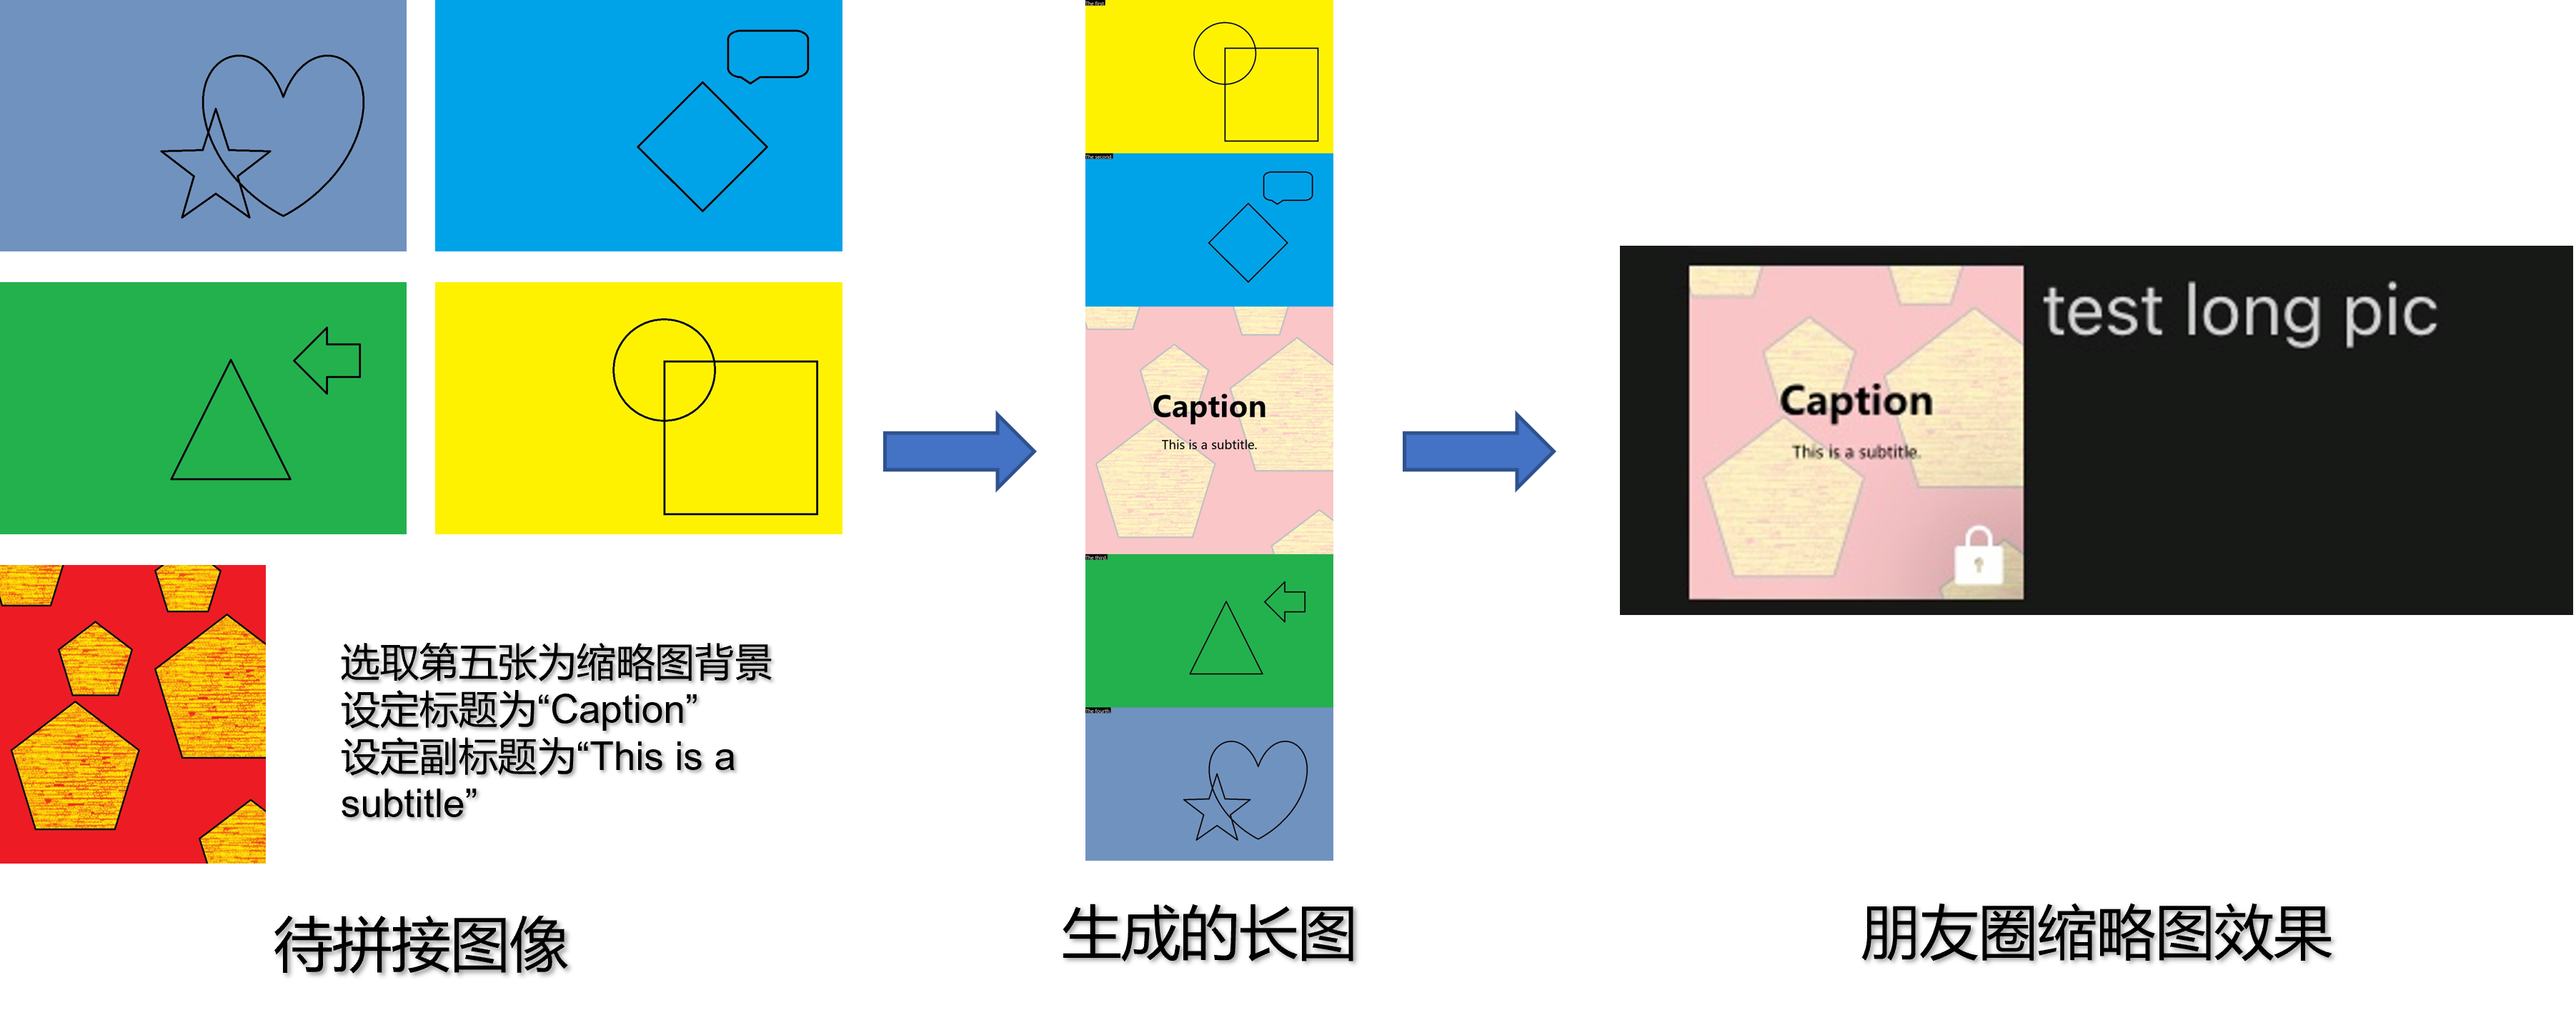 选取第五张为缩略图背景
设定标题为“Caption”
设定副标题为“This is a
subtitle”
待拼接图像
The first.
The second.
Caption
This is a subtitle.
The third.
The fourth.
生成的长图
test long pic
Caption
This is a subtitle.
朋友圈缩略图效果